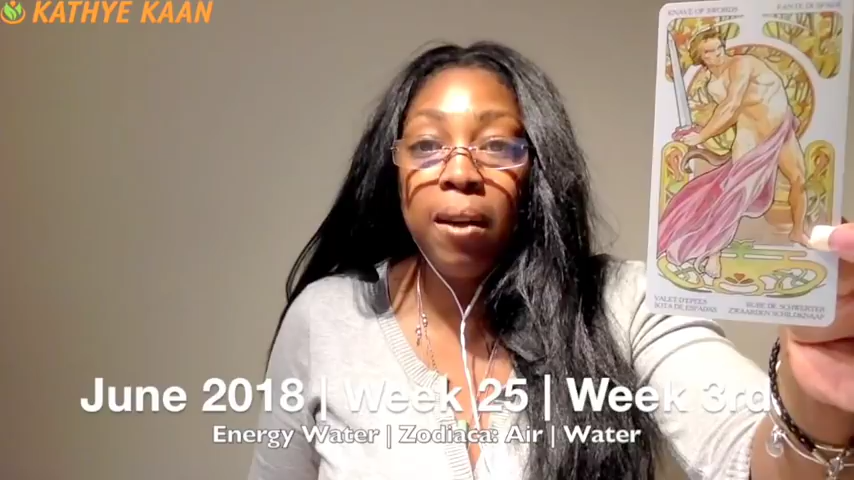 KATHYE KAAN
KNAVE OF SWORDS
FANTE DI SPADE
June 2018 | Week 25 | Week 3rd
Energy Water | Zodiaca: Air | Water
VALET D'EPEES
SOTA DE ESPADAS
BUBE DER SCHWERTER
ZWAARDEN SCHILDKNAAP